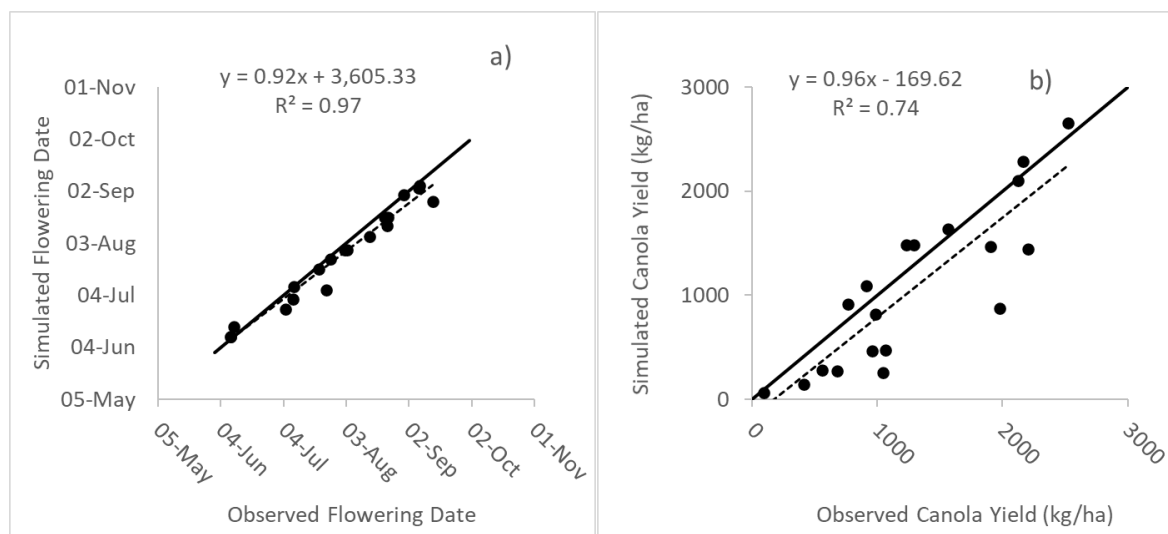 a)
y = 0.92x + 3,605.33
R² = 0.97
Simulated Flowering Date
01-Nov
02-Oct
02-Sep
03-Aug
04-Jul
04-Jun
05-May
05-May
04-Jun
04-Jul
03-Aug
02-Sep
02-Oct
01-Nov
Observed Flowering Date
b)
y = 0.96x - 169.62
R² = 0.74
Simulated Canola Yield (kg/ha)
3000
2000
1000
0
0
1000
2000
3000
Observed Canola Yield (kg/ha)